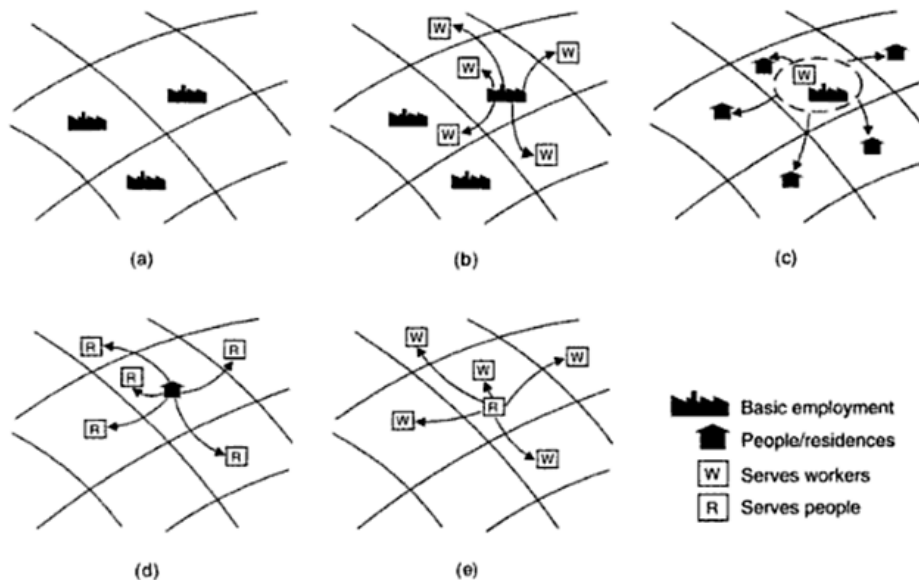 W
W
W
W
W
W
(a)
(b)
(c)
R
R
R
R
R
W
W
W
W
R
W
Basic employment
People/residences
W Serves workers
R Serves people
(d)
(e)